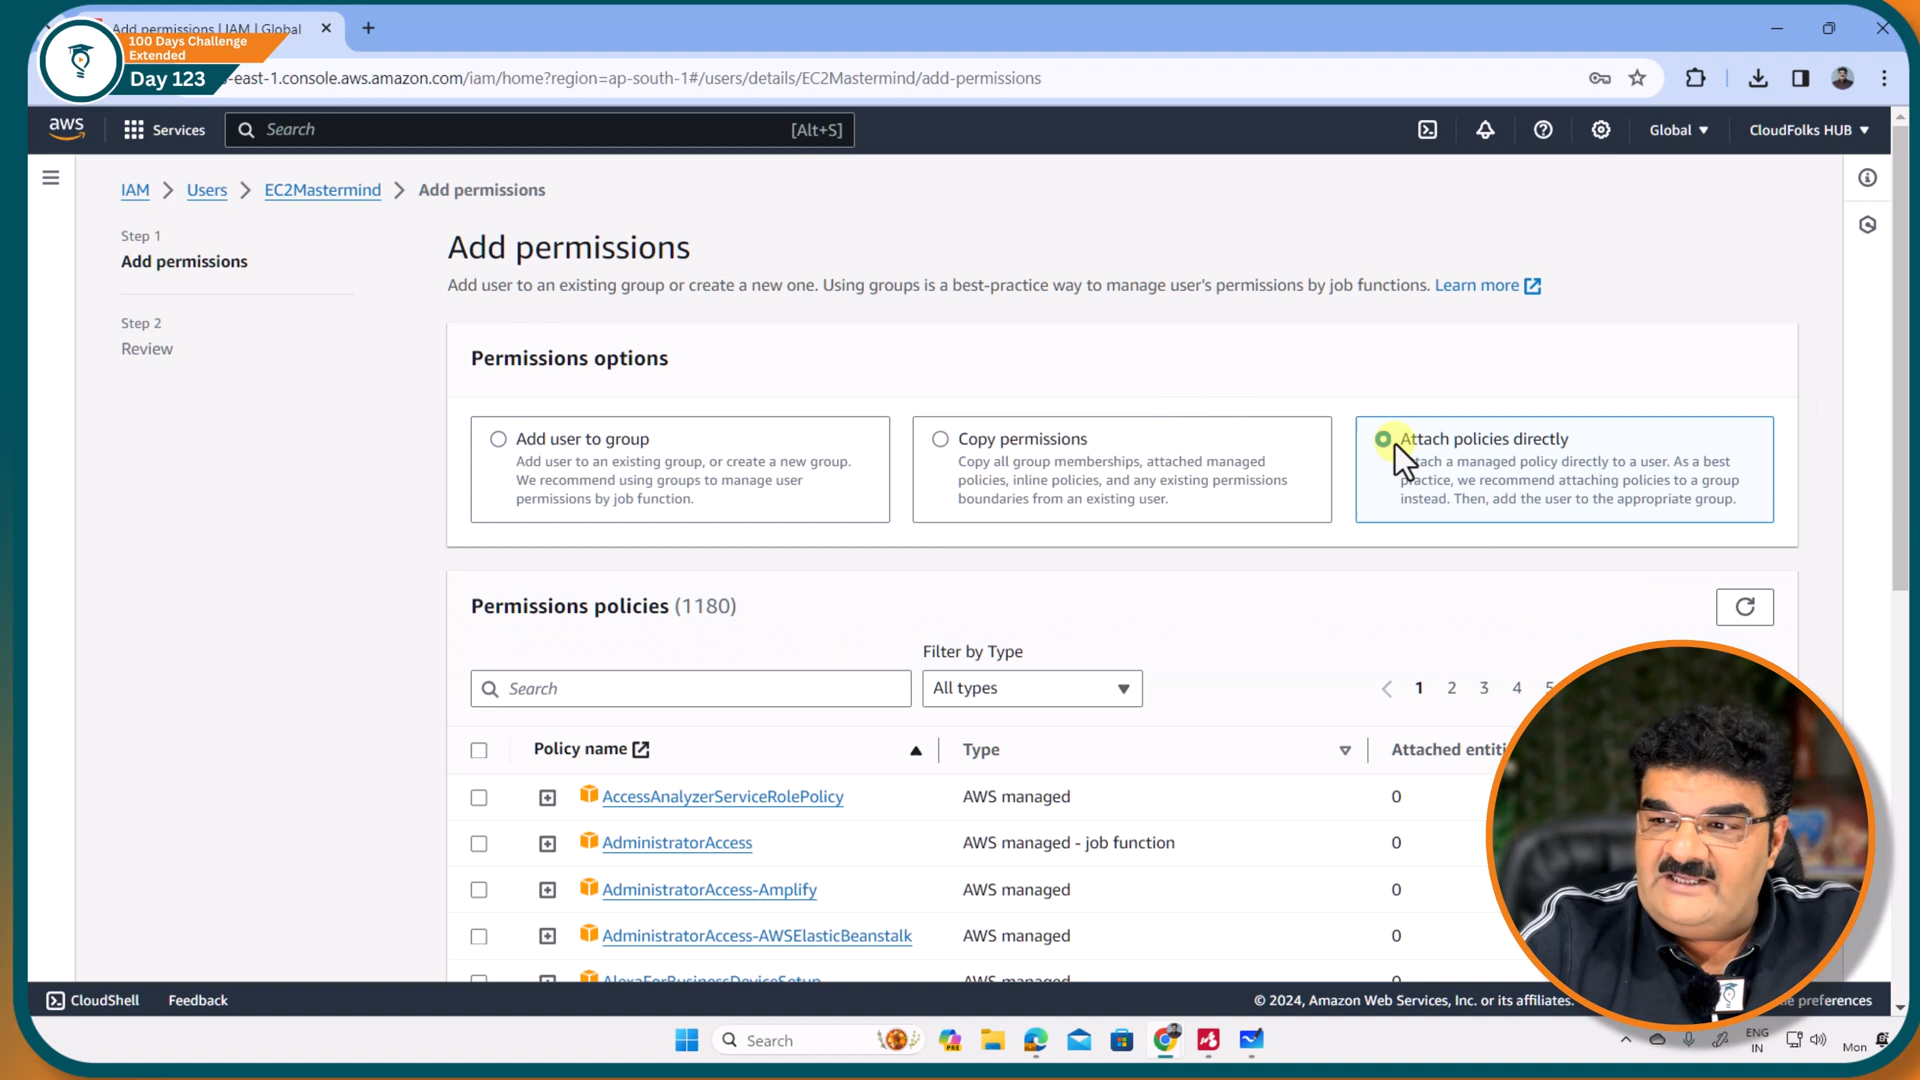 Add permissions | IAM | Global
100 Days Challenge
Extended
Day 123
-east-1.console.aws.amazon.com/iam/home?region=ap-south-1#/users/details/EC2Mastermind/add-permissions
aws
Services
Search
[Alt+S]
Global
CloudFolks HUB
IAM
Users
EC2Mastermind
Add permissions
Step 1
Add permissions
Step 2
Review
Add permissions
Add user to an existing group or create a new one. Using groups is a best-practice way to manage user's permissions by job functions. Learn more
Permissions options
Add user to group
Add user to an existing group, or create a new group.
We recommend using groups to manage user
permissions by job function.
Copy permissions
Copy all group memberships, attached managed
policies, inline policies, and any existing permissions
boundaries from an existing user.
Attach policies directly
Attach a managed policy directly to a user. As a best
practice, we recommend attaching policies to a group
instead. Then, add the user to the appropriate group.
Permissions policies (1180)
Filter by Type
Search
All types
1 2 3 4 5
Policy name
Type
Attached entiti
AccessAnalyzerServiceRolePolicy
AWS managed
0
AdministratorAccess
AWS managed - job function
0
AdministratorAccess-Amplify
AWS managed
0
AdministratorAccess-AWSElasticBeanstalk
AWS managed
0
AlexaForBusinessDeviceSetup
AWS managed
0
CloudShell
Feedback
© 2024, Amazon Web Services, Inc. or its affiliates.
preferences
Search
PRE
ENG
IN
Mon